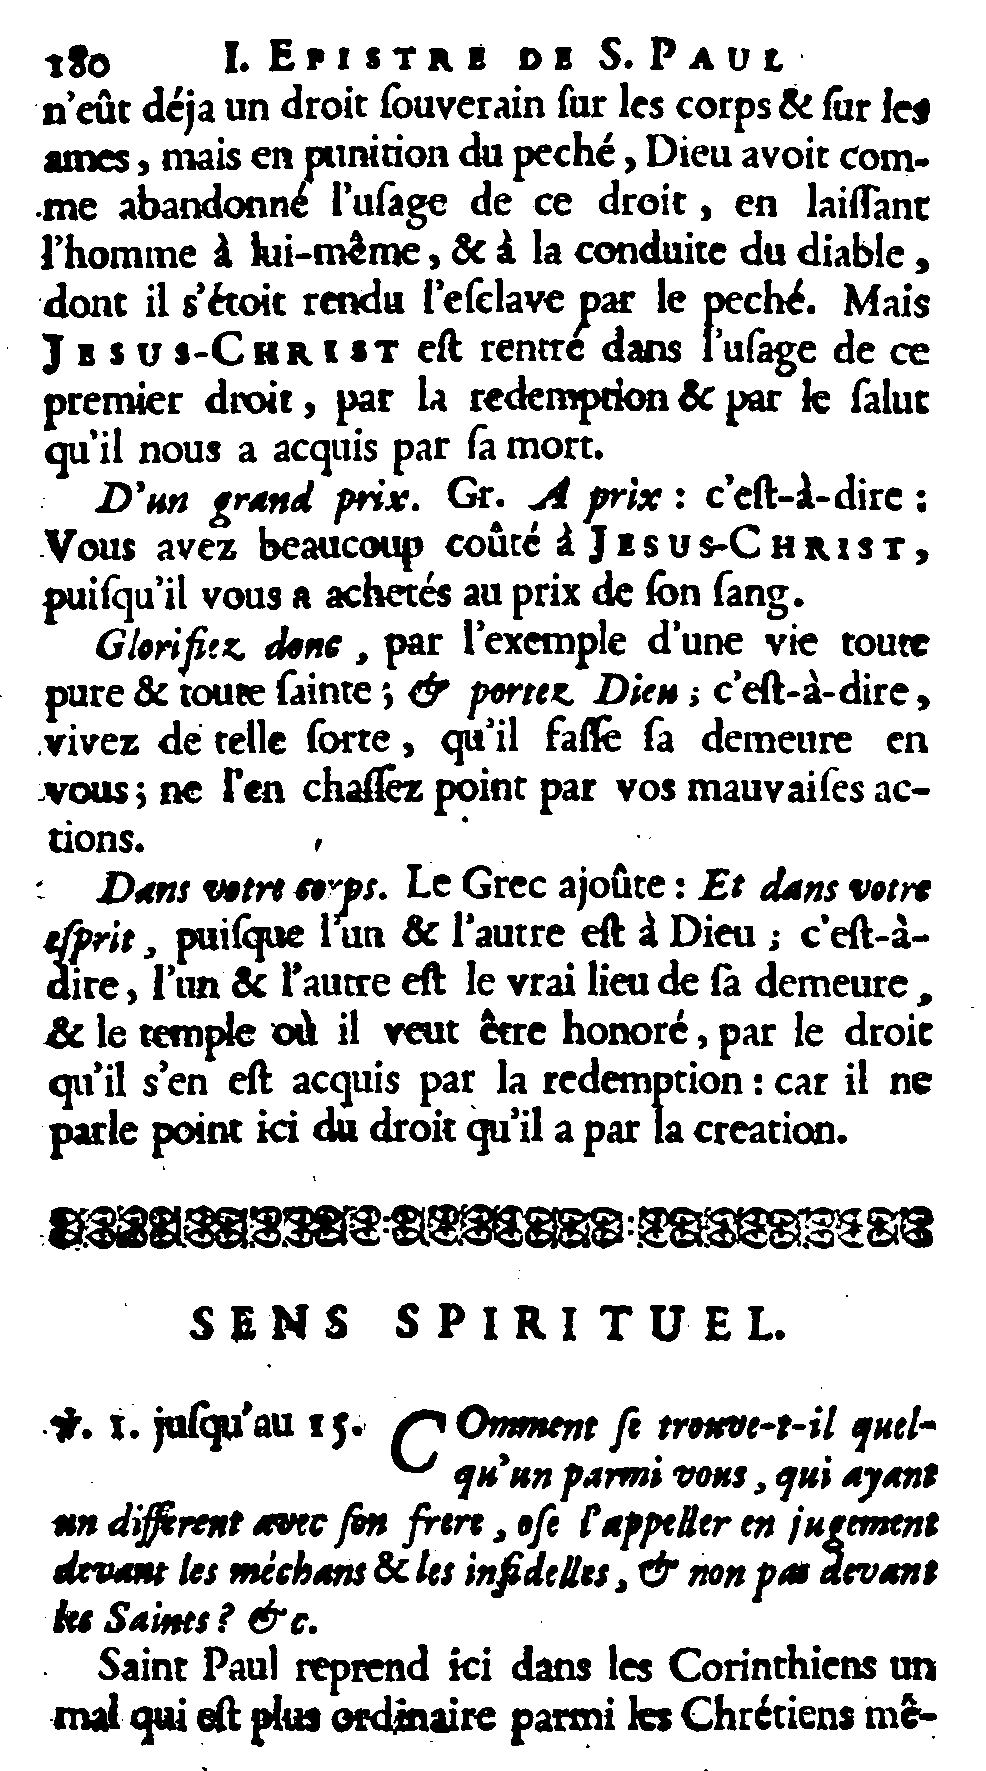 180 I. EPISTRE DE S. PAUL
n'eût déja un droit ſouverain ſur les corps & ſur les
ames, mais en punition du peché, Dieu avoit com-
me abandonné l'uſage de ce droit, en laiſſant
l'homme à lui-même, & à la conduite du diable,
dont il s'étoit rendu l'eſclave par le peché. Mais
JESUS-CHRIST eſt rentré dans l'uſage de ce
premier droit, par la redemption & par le ſalut
qu'il nous a acquis par ſa mort.
D'un grand prix. Gr. A prix : c'eſt-à-dire :
Vous avez beaucoup coûté à JESUS-CHRIST,
puiſqu'il vous a achetés au prix de ſon ſang.
Glorifiez donc, par l'exemple d'une vie toute
pure & toute ſainte ; & portez Dieu ; c'eſt-à-dire,
vivez de telle ſorte, qu'il faſſe ſa demeure en
vous ; ne l'en chaſſez point par vos mauvaiſes ac-
tions.
Dans votre corps. Le Grec ajoûte : Et dans votre
eſprit, puiſque l'un & l'autre eſt à Dieu ; c'eſt-à-
dire, l'un & l'autre eſt le vrai lieu de ſa demeure,
& le temple où il veut être honoré, par le droit
qu'il s'en eſt acquis par la redemption : car il ne
parle point ici du droit qu'il a par la creation.
SENS SPIRITUEL.
℣. 1. juſqu'au 15. COmment ſe trouve-t-il quel-
qu'un parmi vous, qui ayant
un different avec ſon frere, oſe l'appeller en jugement
devant les méchans & les infidelles, & non pas devant
les Saints ? &c.
Saint Paul reprend ici dans les Corinthiens un
mal qui eſt plus ordinaire parmi les Chrétiens mê-